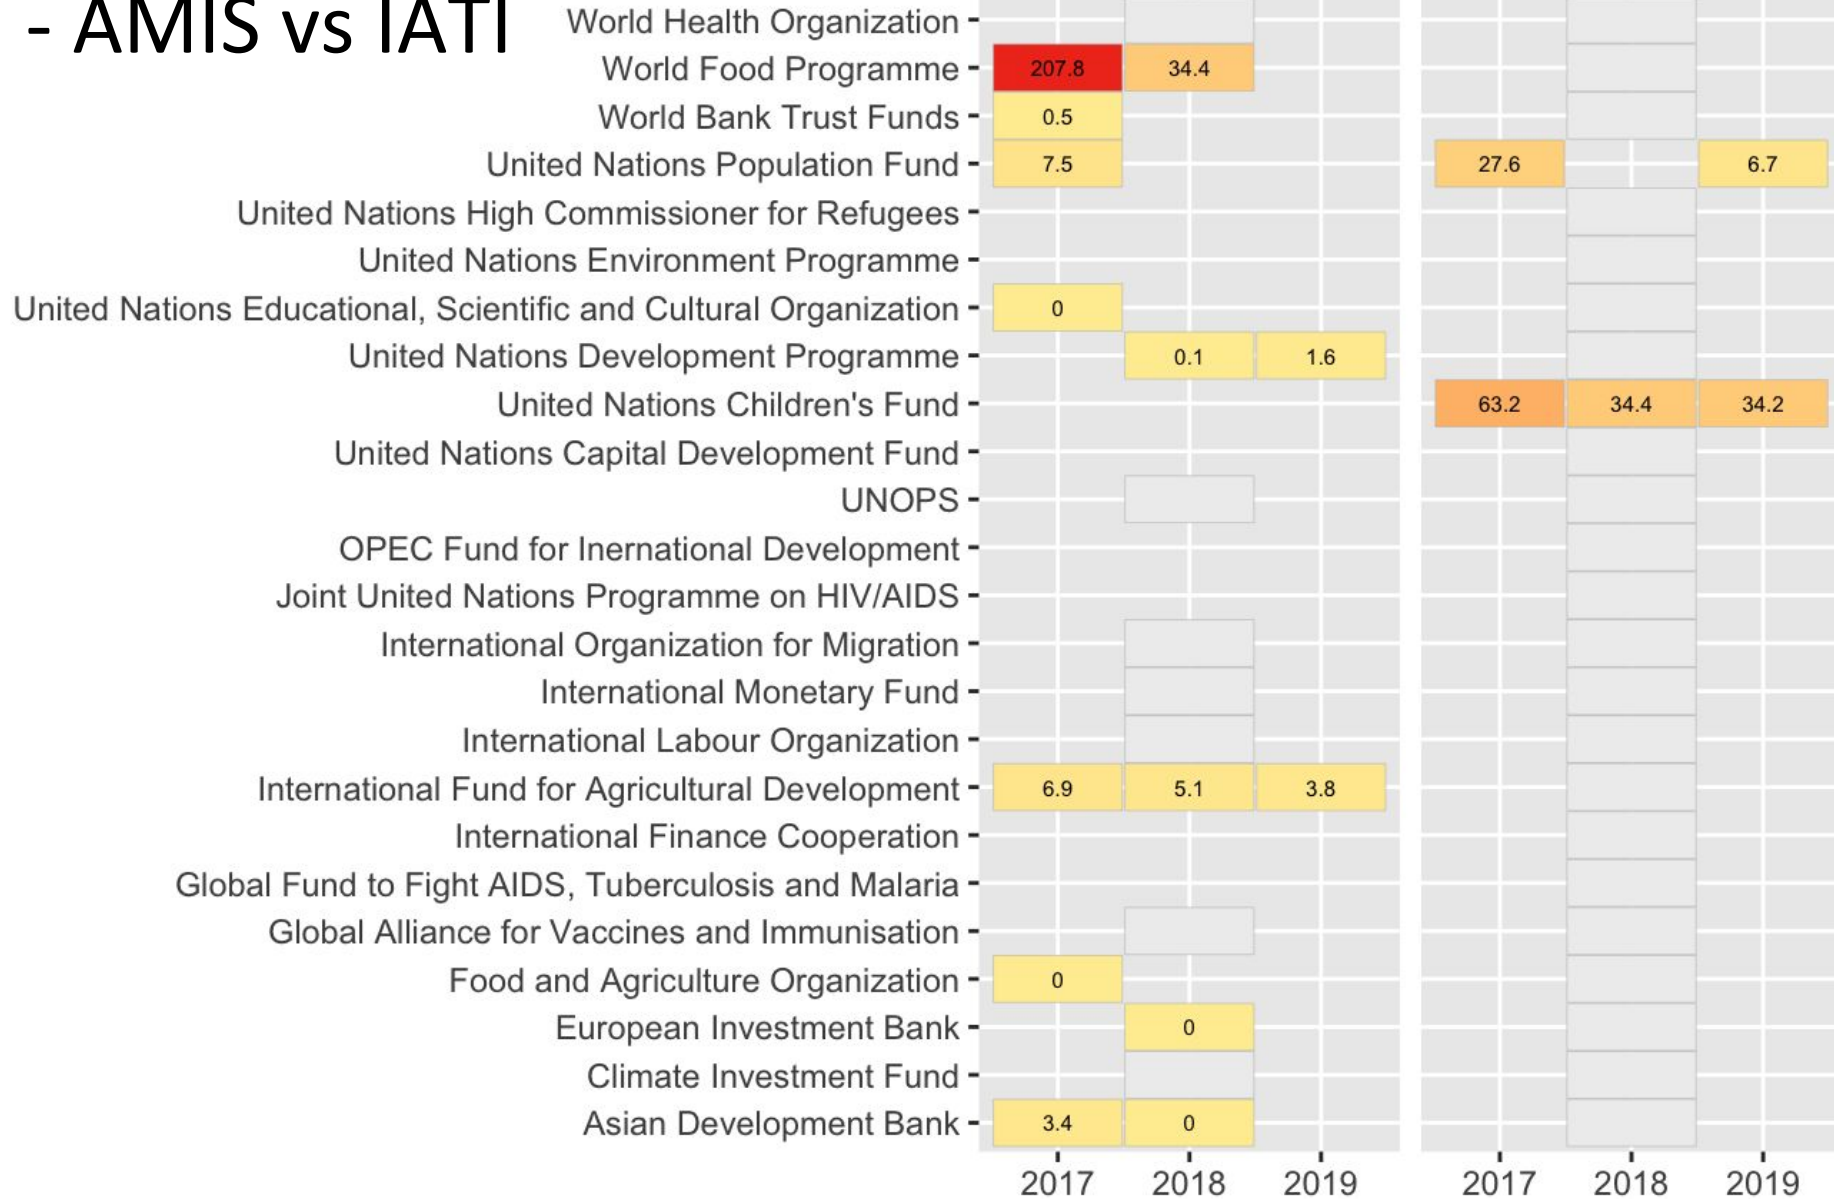 - AMIS vs IATI
World Health Organization
World Food Programme 207.8 34.4
World Bank Trust Funds 0.5
United Nations Population Fund 7.5 27.6 6.7
United Nations High Commissioner for Refugees
United Nations Environment Programme
United Nations Educational, Scientific and Cultural Organization 0
United Nations Development Programme 0.1 1.6
United Nations Children's Fund 63.2 34.4 34.2
United Nations Capital Development Fund
UNOPS
OPEC Fund for Inernational Development
Joint United Nations Programme on HIV/AIDS
International Organization for Migration
International Monetary Fund
International Labour Organization
International Fund for Agricultural Development 6.9 5.1 3.8
International Finance Cooperation
Global Fund to Fight AIDS, Tuberculosis and Malaria
Global Alliance for Vaccines and Immunisation
Food and Agriculture Organization 0
European Investment Bank 0
Climate Investment Fund
Asian Development Bank 3.4 0
2017 2018 2019 2017 2018 2019